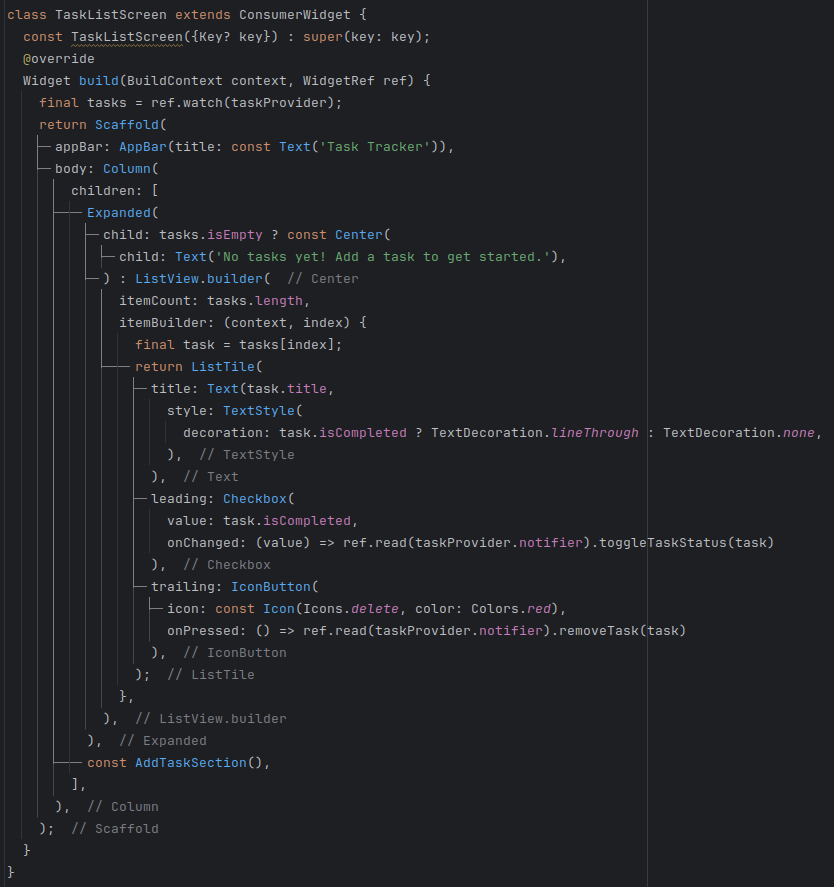 class TaskListScreen extends ConsumerWidget {
  const TaskListScreen({Key? key}) : super(key: key);
  @override
  Widget build(BuildContext context, WidgetRef ref) {
    final tasks = ref.watch(taskProvider);
    return Scaffold(
      appBar: AppBar(title: const Text('Task Tracker')),
      body: Column(
        children: [
          Expanded(
            child: tasks.isEmpty ? const Center(
              child: Text('No tasks yet! Add a task to get started.'),
            ) : ListView.builder(  // Center
              itemCount: tasks.length,
              itemBuilder: (context, index) {
                final task = tasks[index];
                return ListTile(
                  title: Text(task.title,
                    style: TextStyle(
                      decoration: task.isCompleted ? TextDecoration.lineThrough : TextDecoration.none,
                    ),  // TextStyle
                  ),  // Text
                  leading: Checkbox(
                    value: task.isCompleted,
                    onChanged: (value) => ref.read(taskProvider.notifier).toggleTaskStatus(task)
                  ),  // Checkbox
                  trailing: IconButton(
                    icon: const Icon(Icons.delete, color: Colors.red),
                    onPressed: () => ref.read(taskProvider.notifier).removeTask(task)
                  ),  // IconButton
                );  // ListTile
              },
            ),  // ListView.builder
          ),  // Expanded
          const AddTaskSection(),
        ],
      ),  // Column
    );  // Scaffold
  }
}